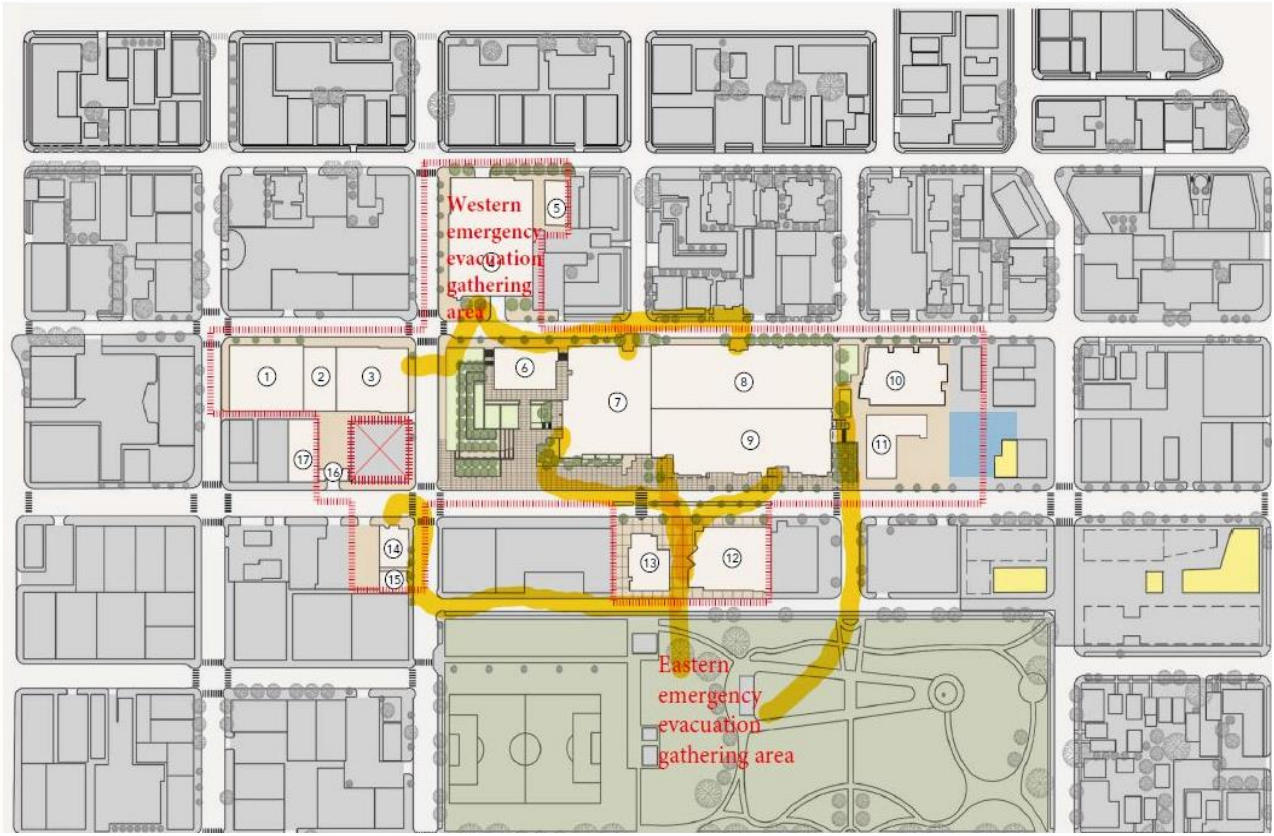 5
Western
emergency
evacuation
gathering
area
4
1
2
3
6
7
8
9
10
11
17
16
14
15
13
12
Eastern
emergency
evacuation
gathering area